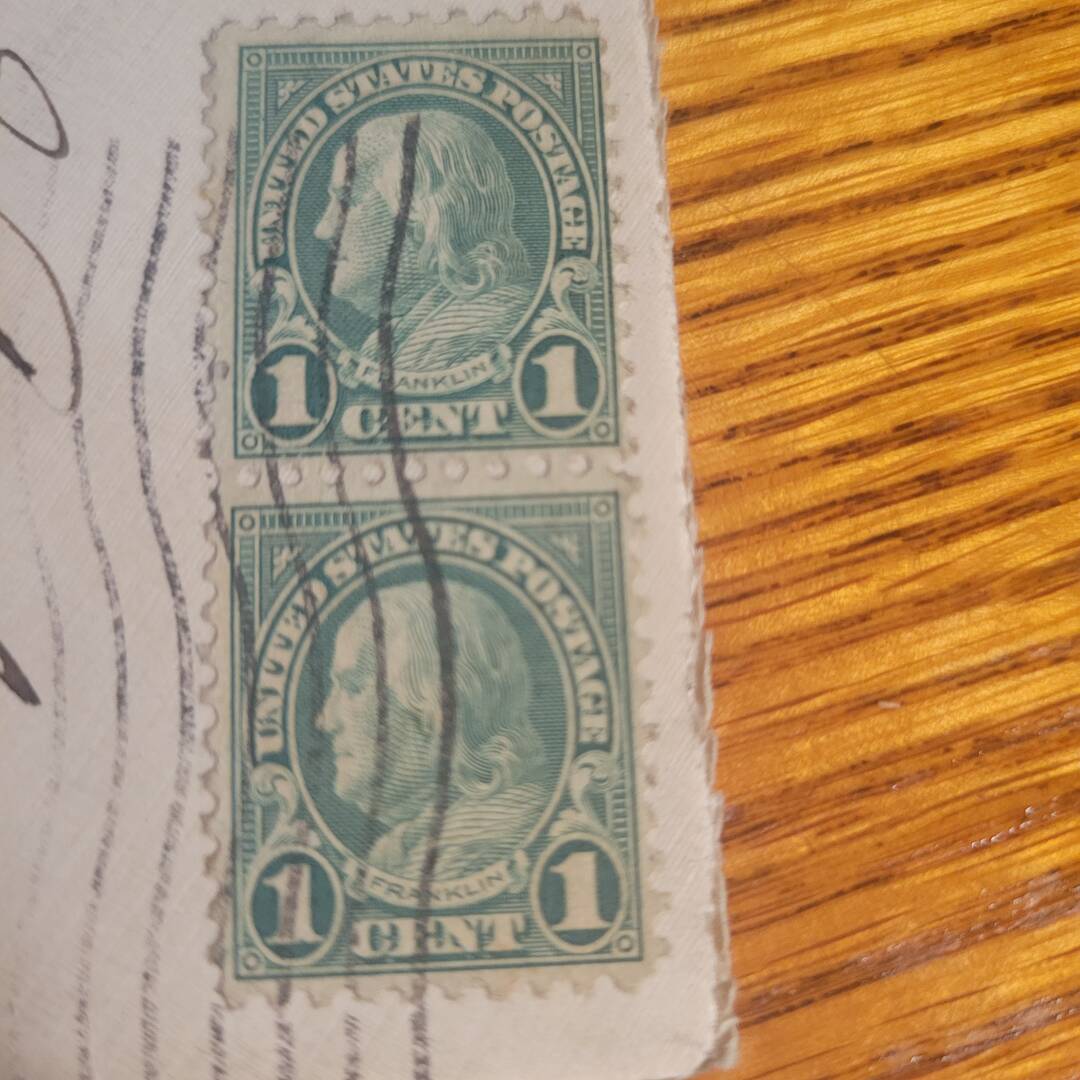 UNITED STATES POSTAGE
FRANKLIN
1 CENT 1
UNITED STATES POSTAGE
FRANKLIN
1 CENT 1